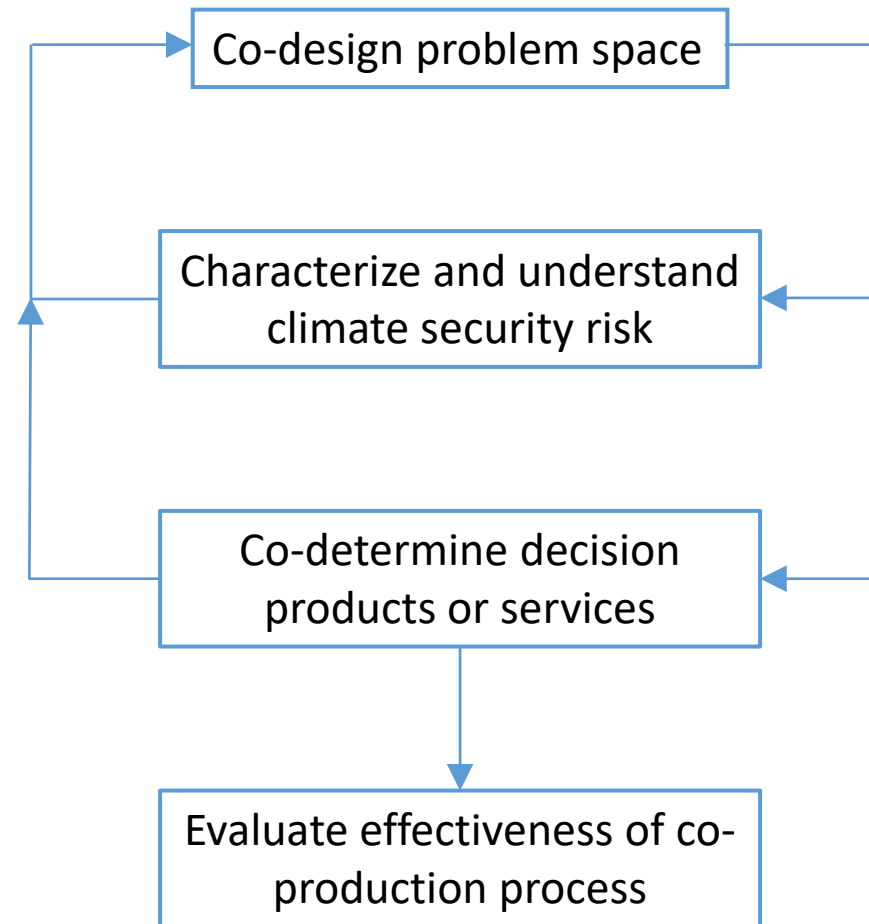 Co-design problem space
Characterize and understand
climate security risk
Co-determine decision
products or services
Evaluate effectiveness of co-
production process